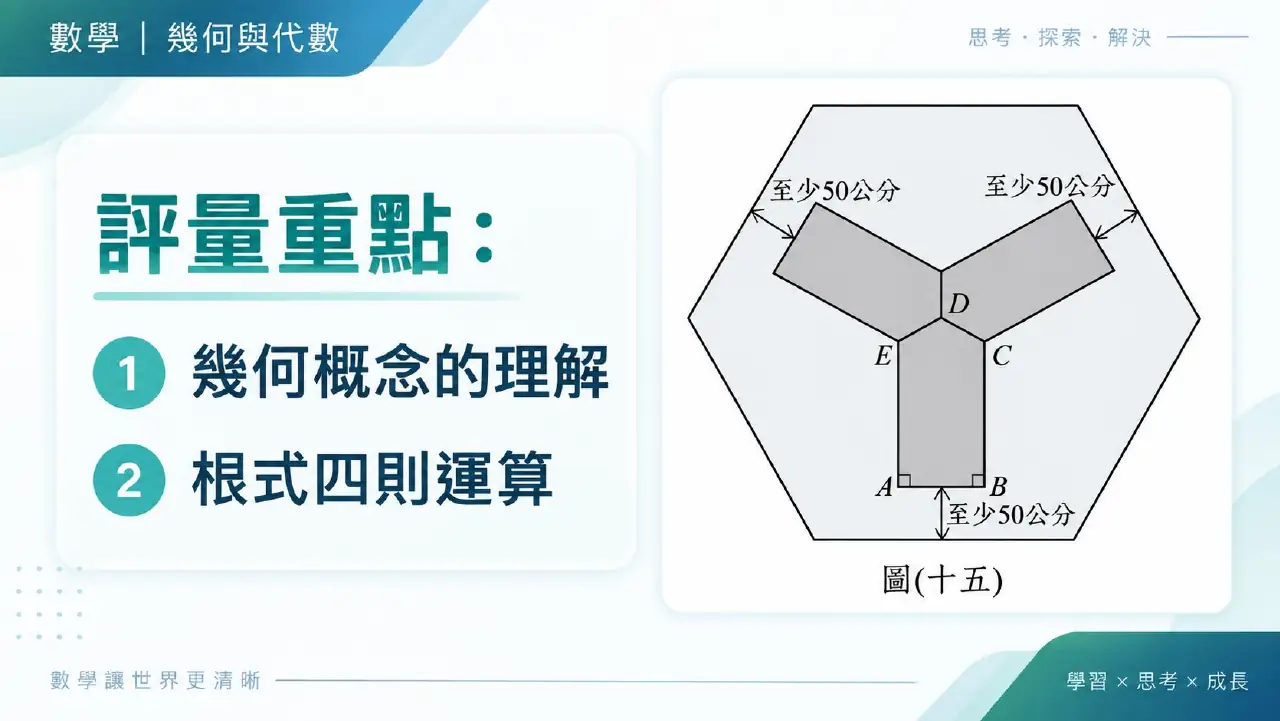 數學 | 幾何與代數
思考·探索·解決
評量重點：
1 幾何概念的理解
2 根式四則運算
至少50公分
至少50公分
D
E
C
A
B
至少50公分
圖(十五)
數學讓世界更清晰
學習 × 思考 × 成長